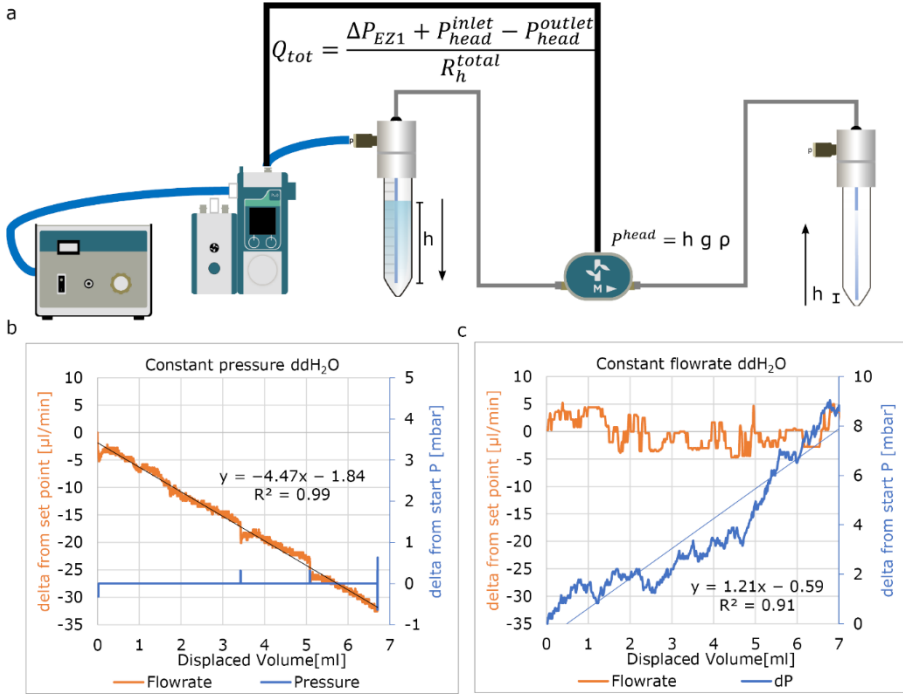 a
Q_tot = (ΔP_EZ1 + P_head^inlet − P_head^outlet) / R_h^total
P
P
h
P^head = h g ρ
M
h
b
c
Constant pressure ddH₂O
delta from set point [µl/min]
10
5
0
-5
-10
-15
-20
-25
-30
-35
y = −4.47x − 1.84
R² = 0.99
5
4
3
2
1
0
-1
delta from start P [mbar]
0 1 2 3 4 5 6 7
Displaced Volume[ml]
Flowrate Pressure
Constant flowrate ddH₂O
delta from set point [µl/min]
10
5
0
-5
-10
-15
-20
-25
-30
-35
y = 1.21x − 0.59
R² = 0.91
10
8
6
4
2
0
delta from start P [mbar]
0 1 2 3 4 5 6 7
Displaced Volume[ml]
Flowrate dP